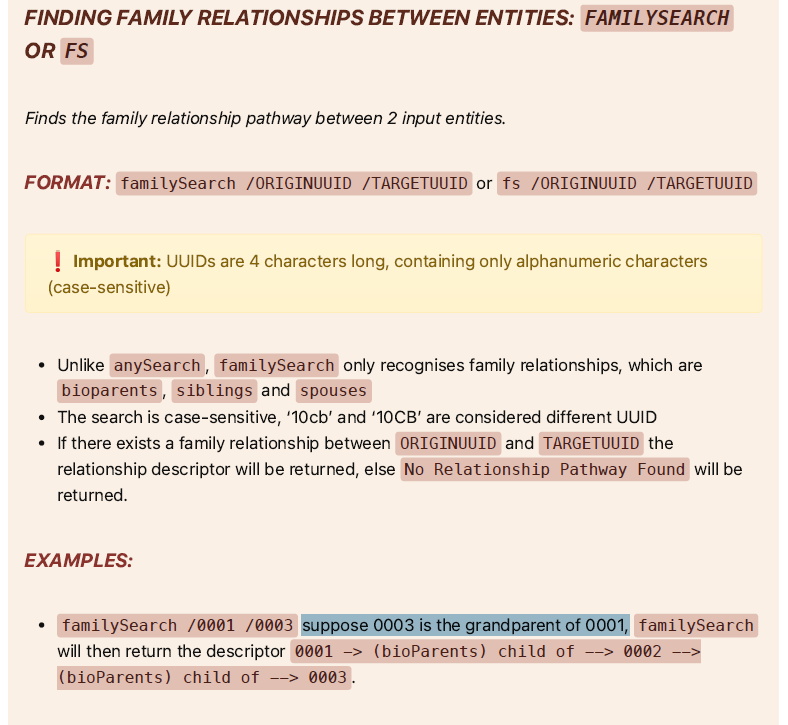 FINDING FAMILY RELATIONSHIPS BETWEEN ENTITIES: FAMILYSEARCH
OR FS
Finds the family relationship pathway between 2 input entities.
FORMAT: familySearch /ORIGINUUID /TARGETUUID or fs /ORIGINUUID /TARGETUUID
❗ Important: UUIDs are 4 characters long, containing only alphanumeric characters
(case-sensitive)
• Unlike anySearch, familySearch only recognises family relationships, which are
bioparents, siblings and spouses
• The search is case-sensitive, ‘10cb’ and ‘10CB’ are considered different UUID
• If there exists a family relationship between ORIGINUUID and TARGETUUID the
relationship descriptor will be returned, else No Relationship Pathway Found will be
returned.
EXAMPLES:
• familySearch /0001 /0003 suppose 0003 is the grandparent of 0001, familySearch
will then return the descriptor 0001 —> (bioParents) child of ——> 0002 ——>
(bioParents) child of ——> 0003.